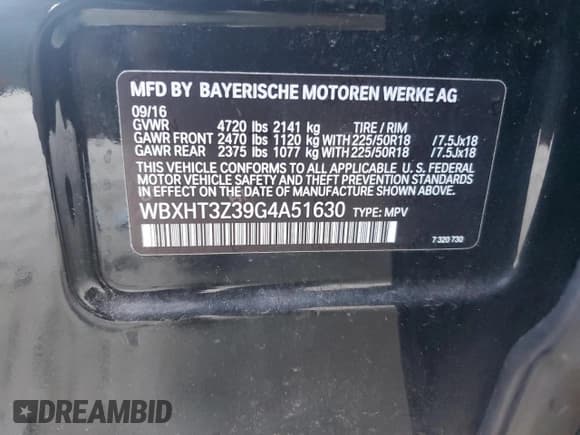 MFD BY BAYERISCHE MOTOREN WERKE AG
09/16
GVWR 4720 lbs 2141 kg TIRE / RIM
GAWR FRONT 2470 lbs 1120 kg WITH 225/50R18 /7.5Jx18
GAWR REAR 2375 lbs 1077 kg WITH 225/50R18 /7.5Jx18
THIS VEHICLE CONFORMS TO ALL APPLICABLE U. S. FEDERAL
MOTOR VEHICLE SAFETY AND THEFT PREVENTION STANDARDS
IN EFFECT ON THE DATE OF MANUFACTURE SHOWN ABOVE.
WBXHT3Z39G4A51630 TYPE: MPV
7 320 730
DREAMBID